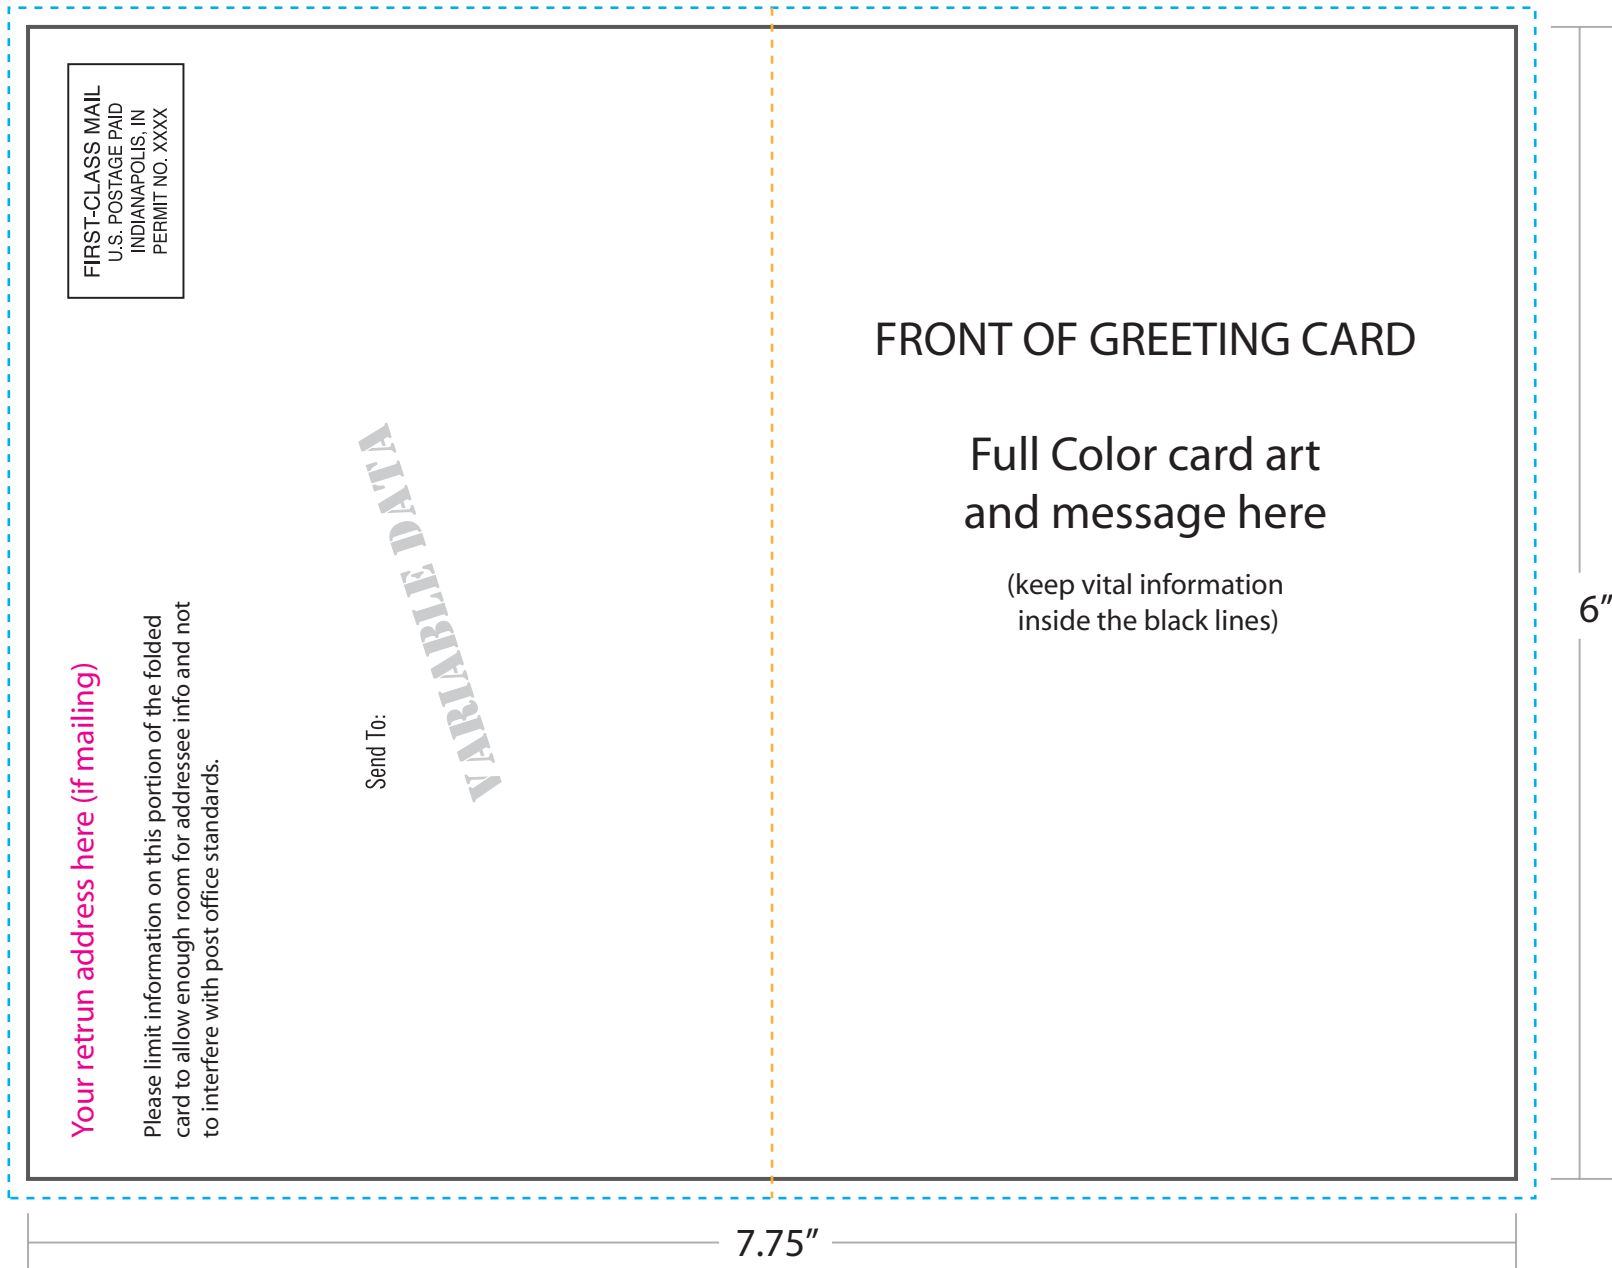 FIRST-CLASS MAIL
U.S. POSTAGE PAID
INDIANAPOLIS, IN
PERMIT NO. XXXX
Your retrun address here (if mailing)
Please limit information on this portion of the folded
card to allow enough room for addressee info and not
to interfere with post office standards.
Send To:
VARIABLE DATA
FRONT OF GREETING CARD
Full Color card art
and message here
(keep vital information
inside the black lines)
6”
7.75”